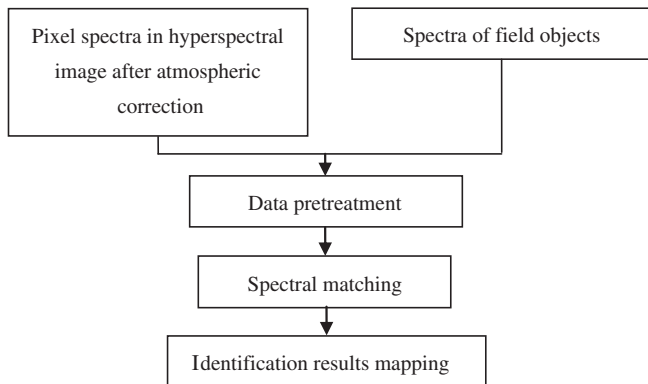 Pixel spectra in hyperspectral
image after atmospheric
correction
Spectra of field objects
Data pretreatment
Spectral matching
Identification results mapping